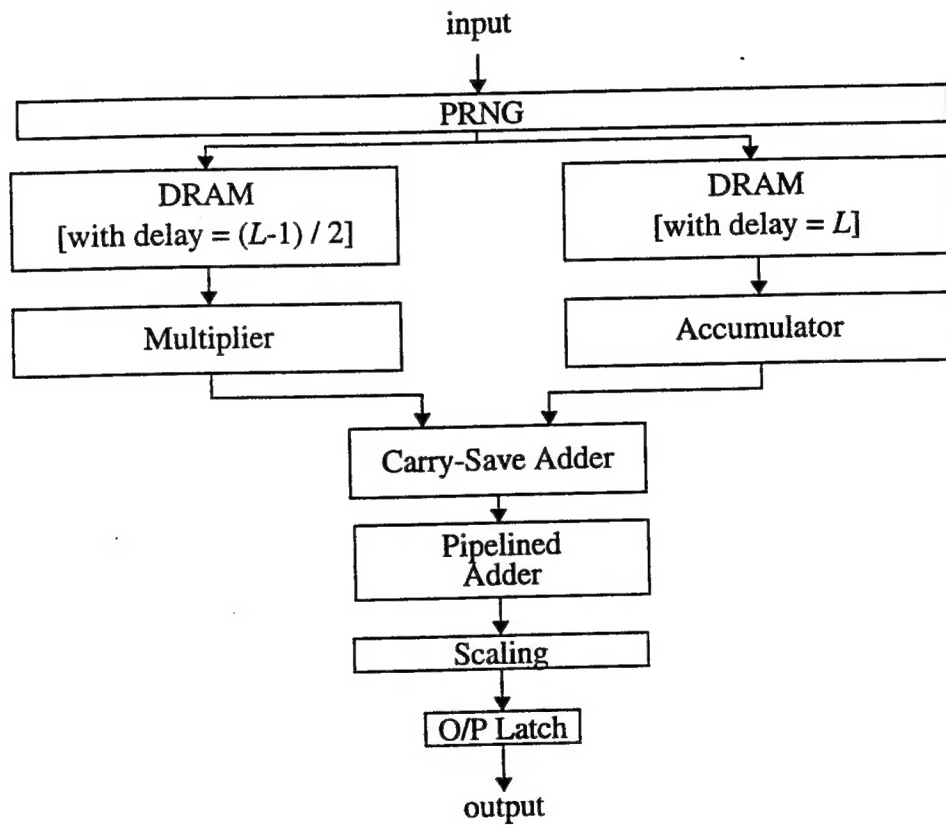 input
PRNG
DRAM
[with delay = (L-1) / 2]
DRAM
[with delay = L]
Multiplier
Accumulator
Carry-Save Adder
Pipelined
Adder
Scaling
O/P Latch
output